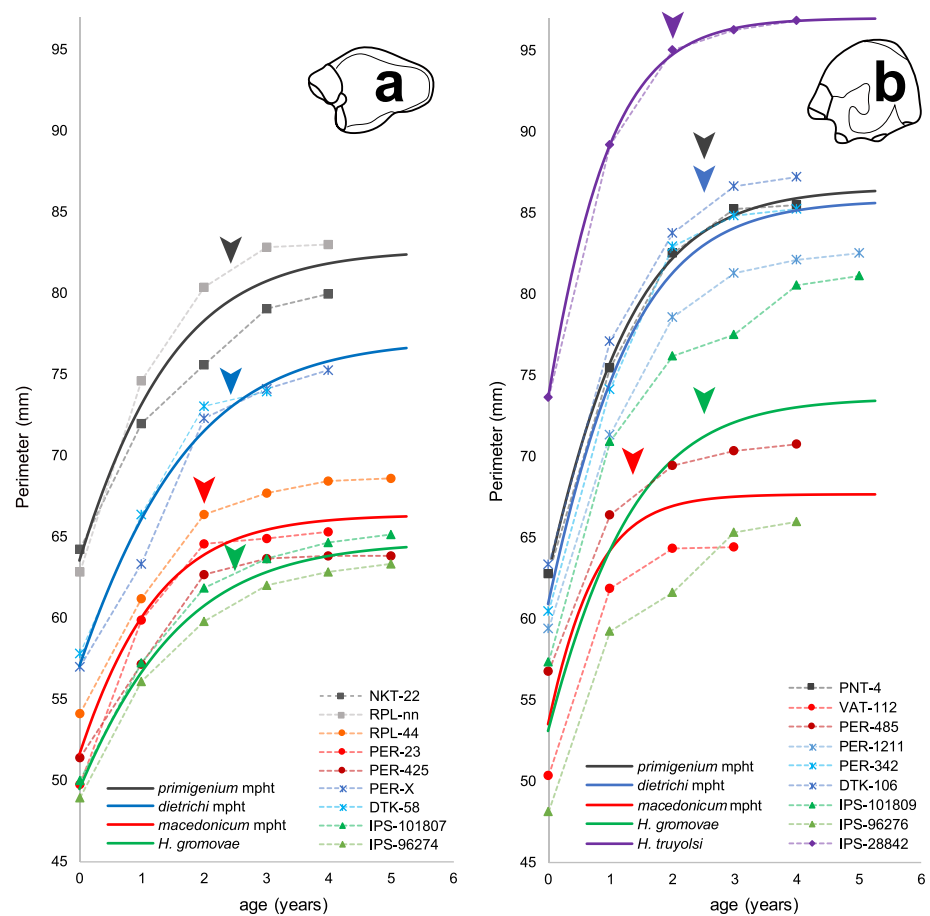 a
95
90
85
80
75
70
65
60
55
50
45
Perimeter (mm)
0 1 2 3 4 5 6
age (years)
NKT-22
RPL-nn
RPL-44
PER-23
PER-425
PER-X
DTK-58
IPS-101807
IPS-96274
primigenium mpht
dietrichi mpht
macedonicum mpht
H. gromovae
b
95
90
85
80
75
70
65
60
55
50
45
Perimeter (mm)
0 1 2 3 4 5 6
age (years)
PNT-4
VAT-112
PER-485
PER-1211
PER-342
DTK-106
IPS-101809
IPS-96276
IPS-28842
primigenium mpht
dietrichi mpht
macedonicum mpht
H. gromovae
H. truyolsi